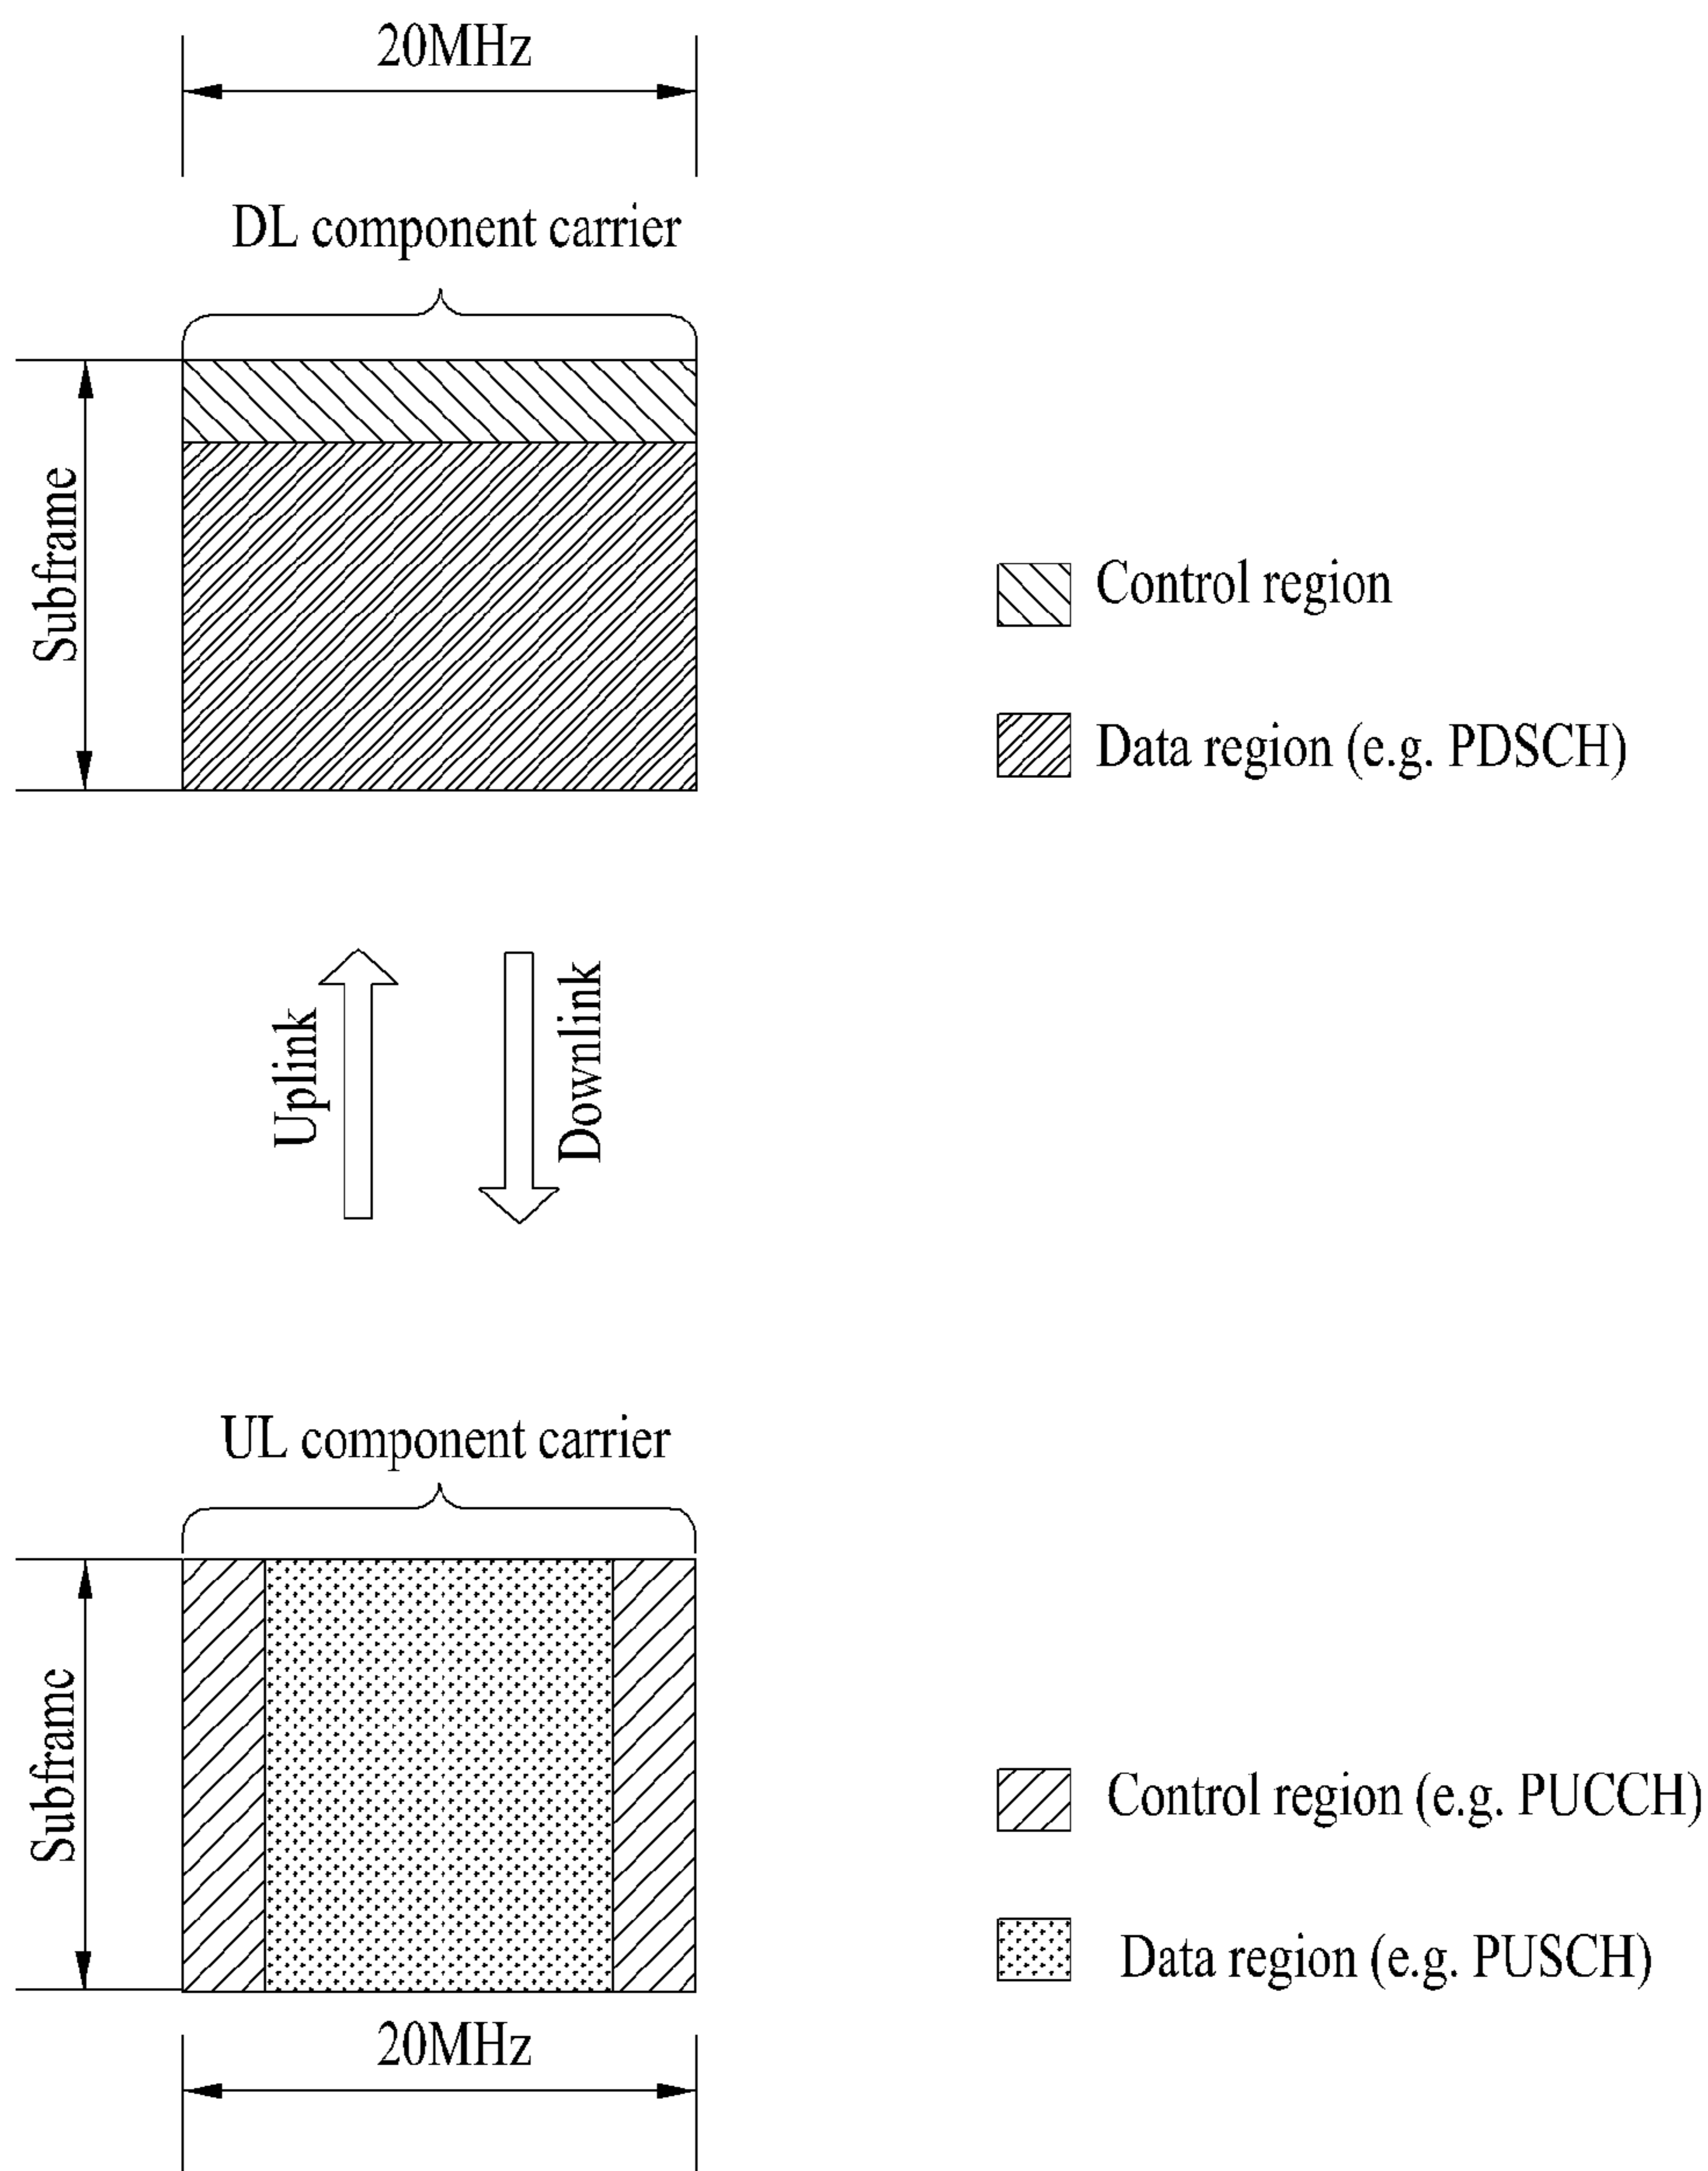 20MHz
DL component carrier
Subframe
Control region
Data region (e.g. PDSCH)
Uplink
Downlink
UL component carrier
Subframe
Control region (e.g. PUCCH)
Data region (e.g. PUSCH)
20MHz